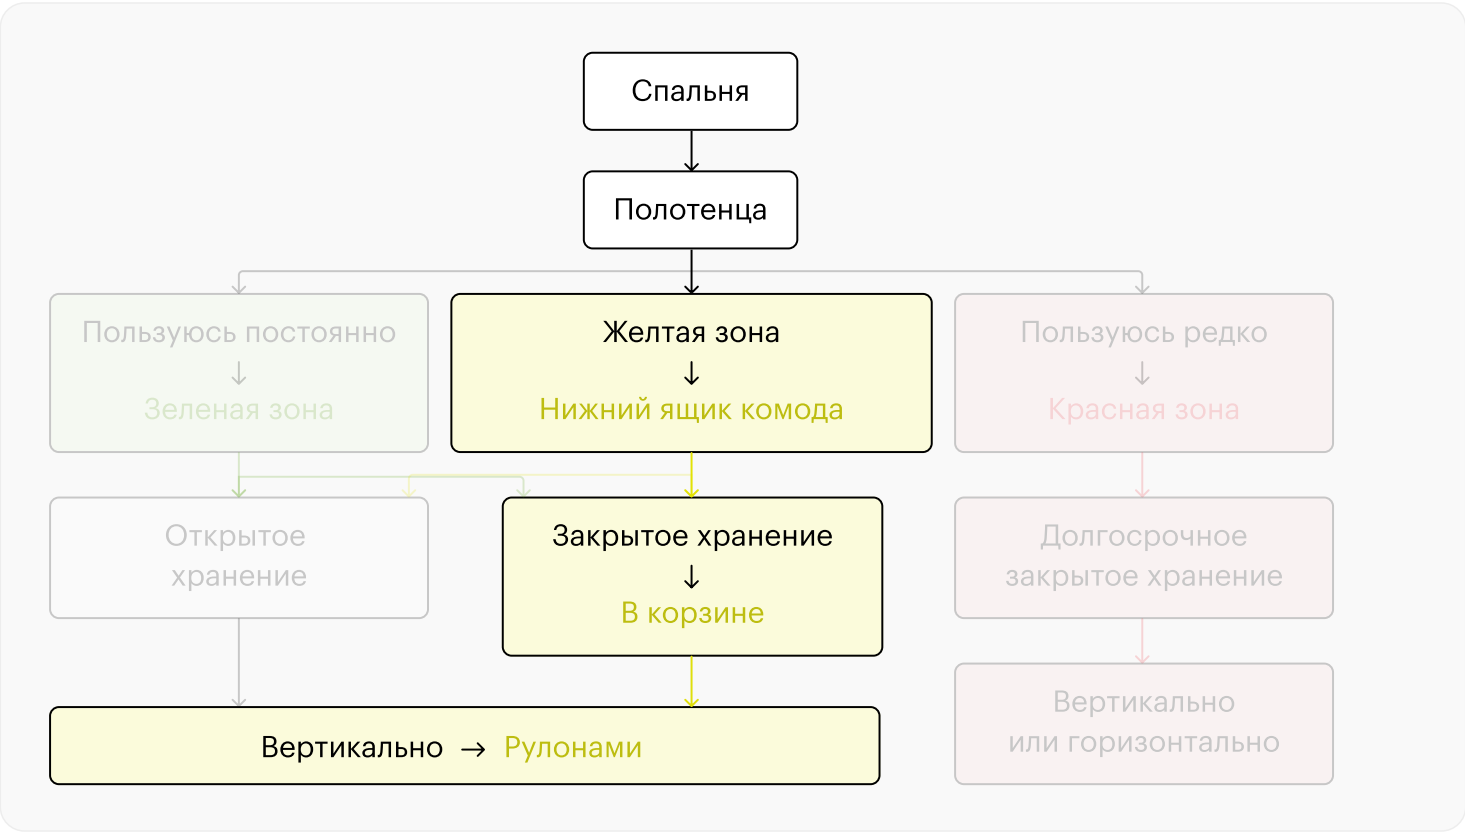 Спальня
Полотенца
Пользуюсь постоянно
↓
Зеленая зона
Желтая зона
↓
Нижний ящик комода
Пользуюсь редко
↓
Красная зона
Открытое
хранение
Закрытое хранение
↓
В корзине
Долгосрочное
закрытое хранение
Вертикально → Рулонами
Вертикально
или горизонтально